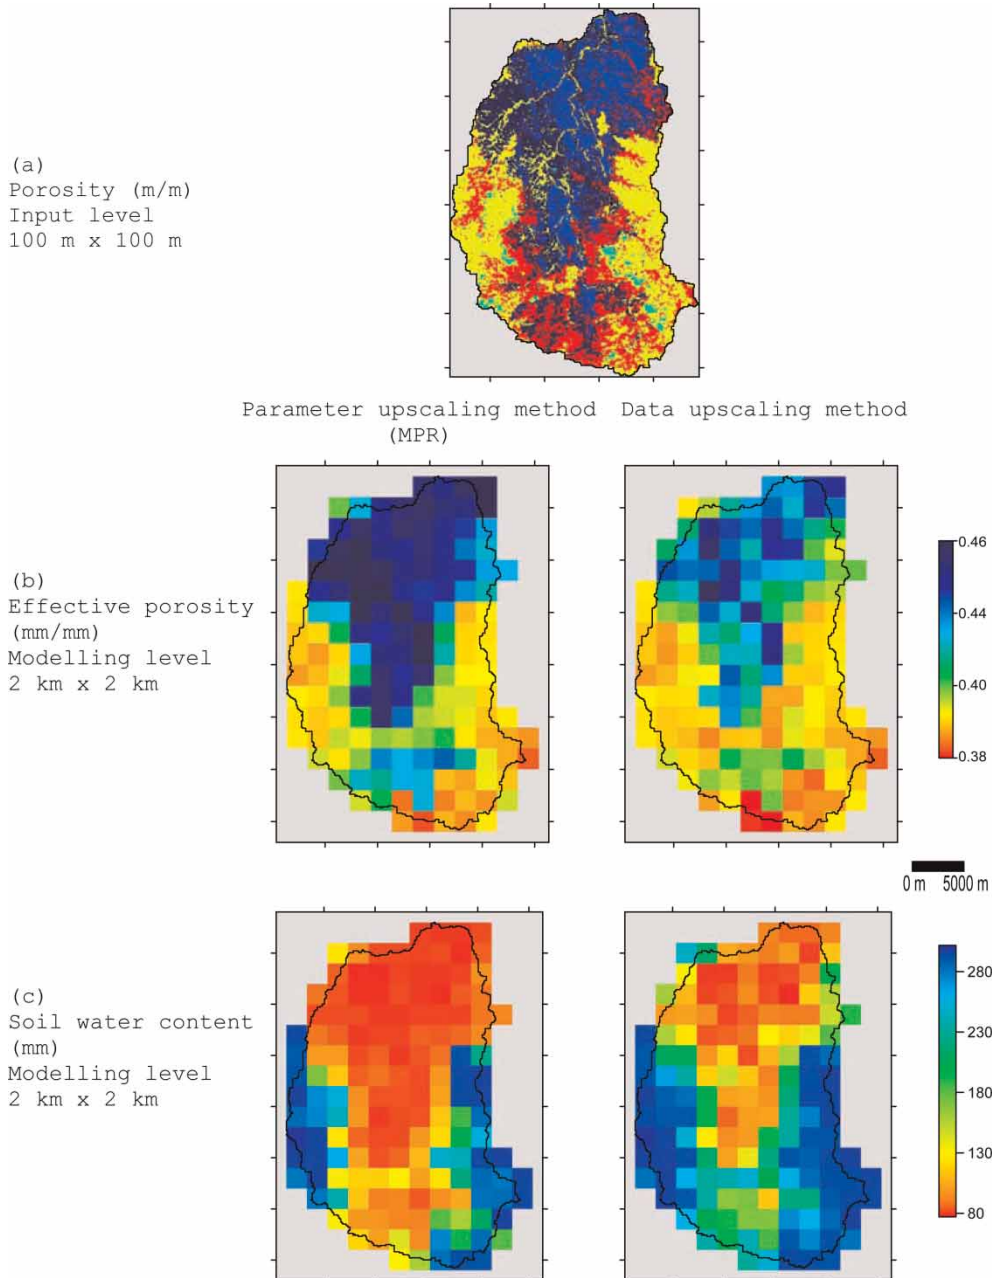 (a)
Porosity (m/m)
Input level
100 m x 100 m
Parameter upscaling method
(MPR)
Data upscaling method
(b)
Effective porosity
(mm/mm)
Modelling level
2 km x 2 km
0.46
0.44
0.40
0.38
0 m 5000 m
(c)
Soil water content
(mm)
Modelling level
2 km x 2 km
280
230
180
130
80